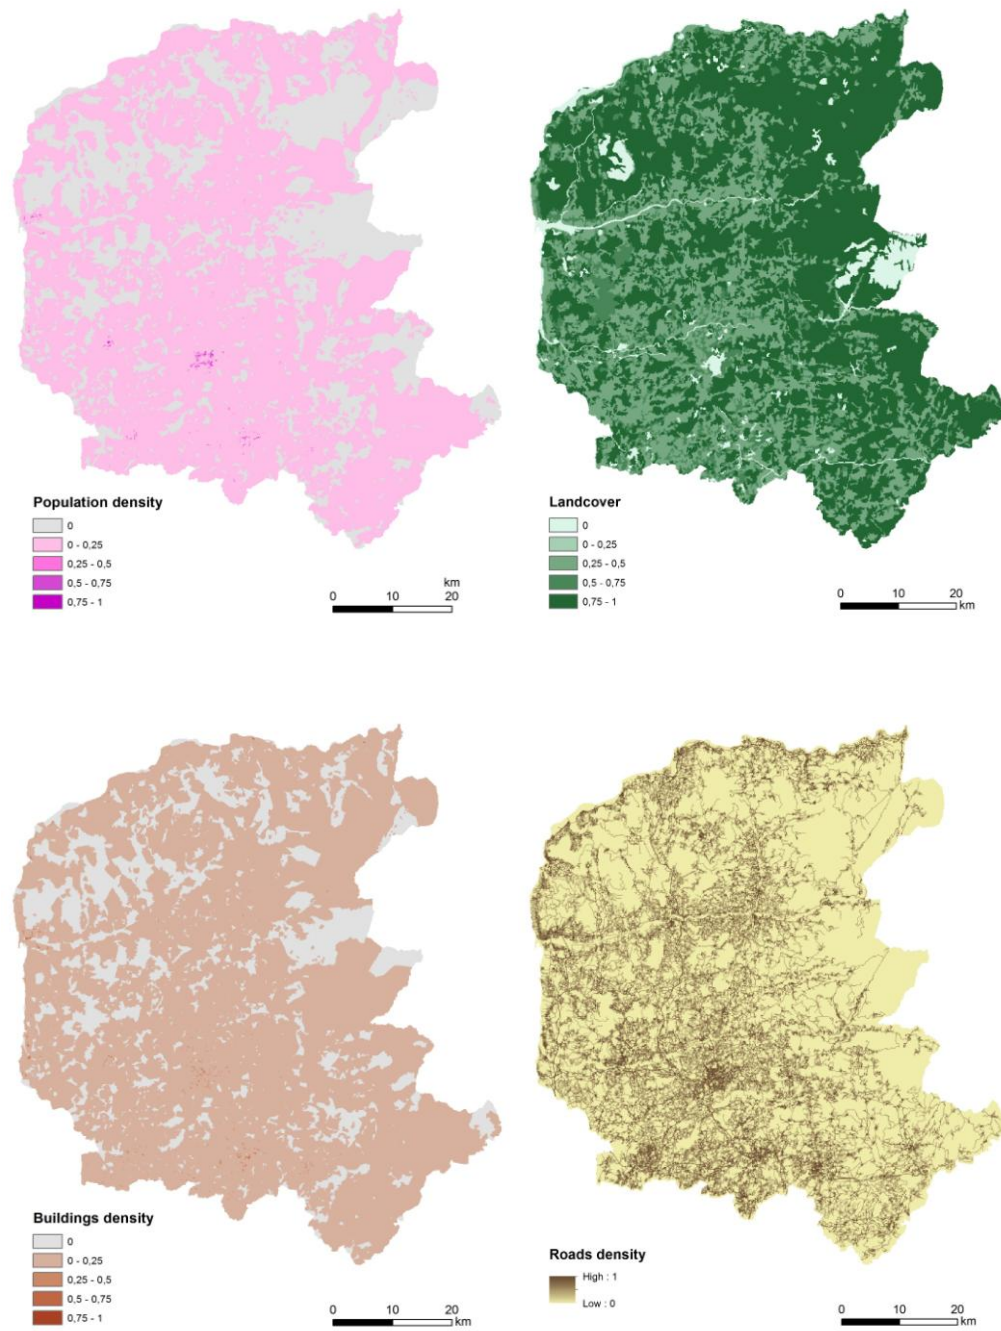 Population density
0
0 - 0,25
0,25 - 0,5
0,5 - 0,75
0,75 - 1
km
0 10 20
Landcover
0
0 - 0,25
0,25 - 0,5
0,5 - 0,75
0,75 - 1
0 10 20
km
Buildings density
0
0 - 0,25
0,25 - 0,5
0,5 - 0,75
0,75 - 1
0 10 20
km
Roads density
High : 1
Low : 0
0 10 20
km